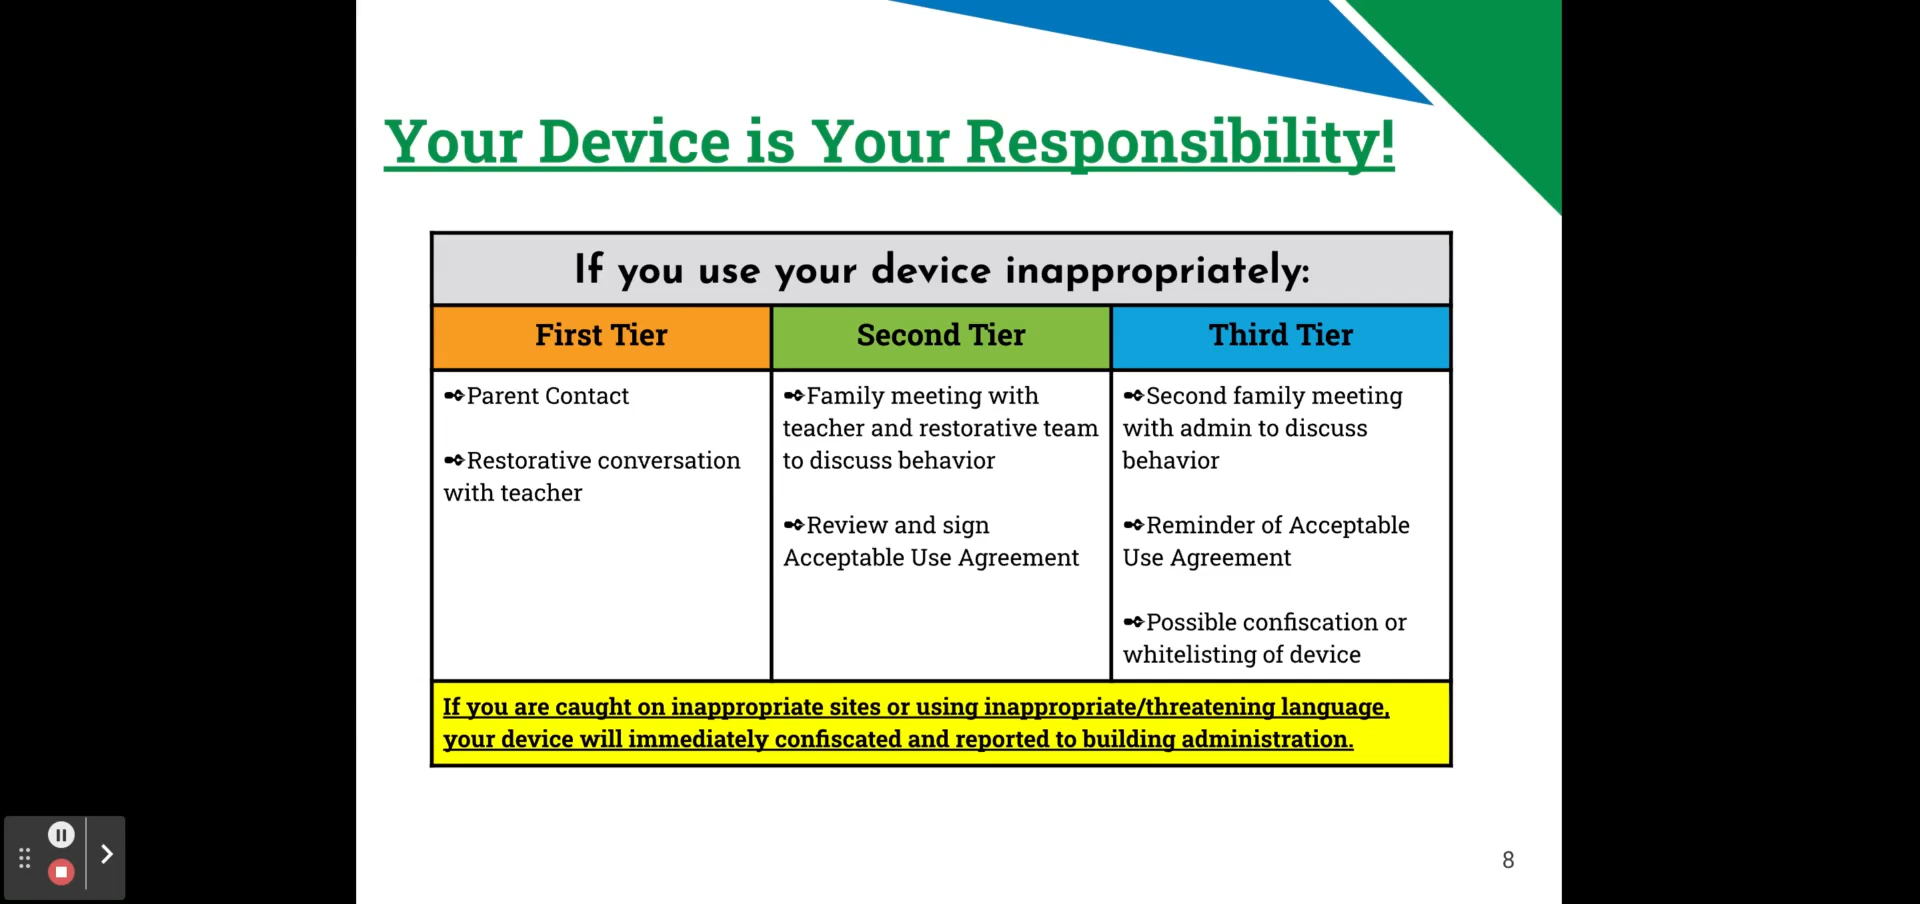 Your Device is Your Responsibility!
If you use your device inappropriately:
First Tier
Second Tier
Third Tier
➻Parent Contact
➻Restorative conversation
with teacher
➻Family meeting with
teacher and restorative team
to discuss behavior
➻Review and sign
Acceptable Use Agreement
➻Second family meeting
with admin to discuss
behavior
➻Reminder of Acceptable
Use Agreement
➻Possible confiscation or
whitelisting of device
If you are caught on inappropriate sites or using inappropriate/threatening language,
your device will immediately confiscated and reported to building administration.
8